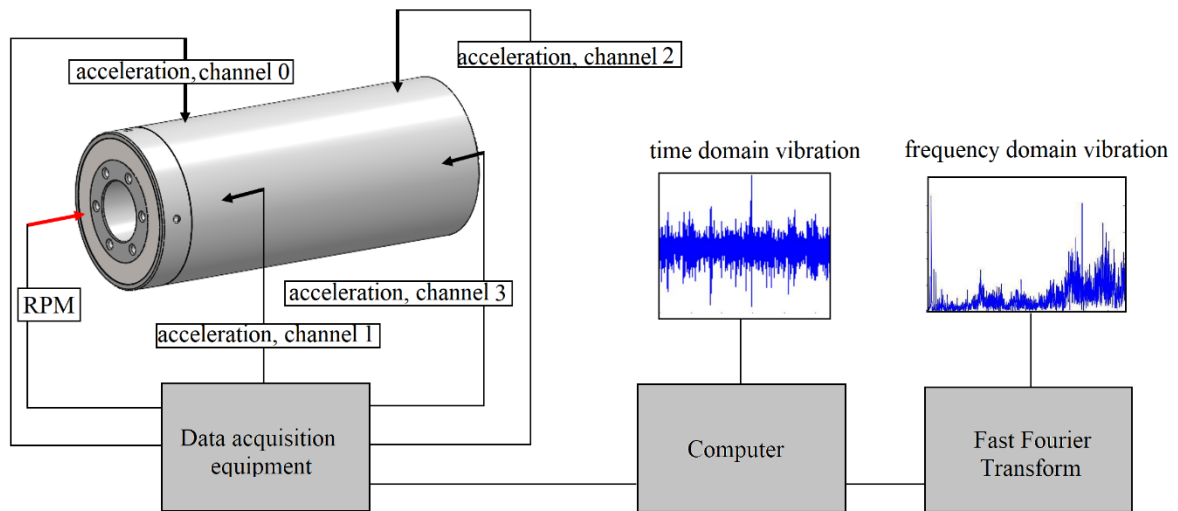 acceleration, channel 0
acceleration, channel 2
time domain vibration
frequency domain vibration
RPM
acceleration, channel 3
acceleration, channel 1
Data acquisition
equipment
Computer
Fast Fourier
Transform